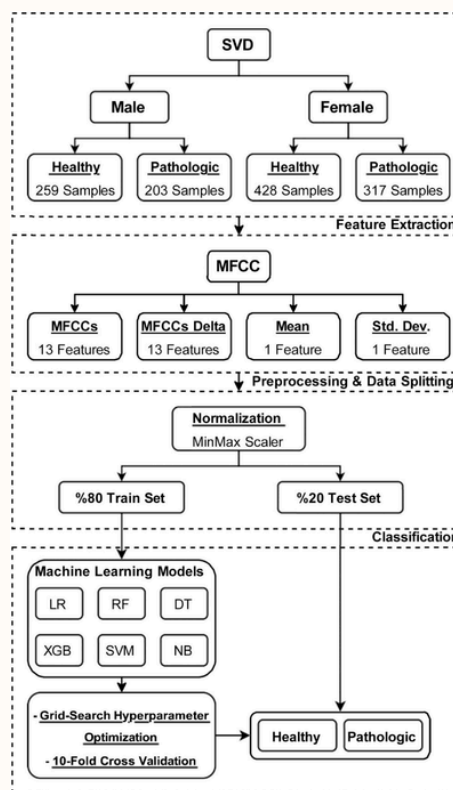 SVD
Male
Female
Healthy
259 Samples
Pathologic
203 Samples
Healthy
428 Samples
Pathologic
317 Samples
Feature Extraction
MFCC
MFCCs
13 Features
MFCCs Delta
13 Features
Mean
1 Feature
Std. Dev.
1 Feature
Preprocessing & Data Splitting
Normalization
MinMax Scaler
%80 Train Set
%20 Test Set
Classification
Machine Learning Models
LR
RF
DT
XGB
SVM
NB
- Grid-Search Hyperparameter
Optimization
- 10-Fold Cross Validation
Healthy
Pathologic